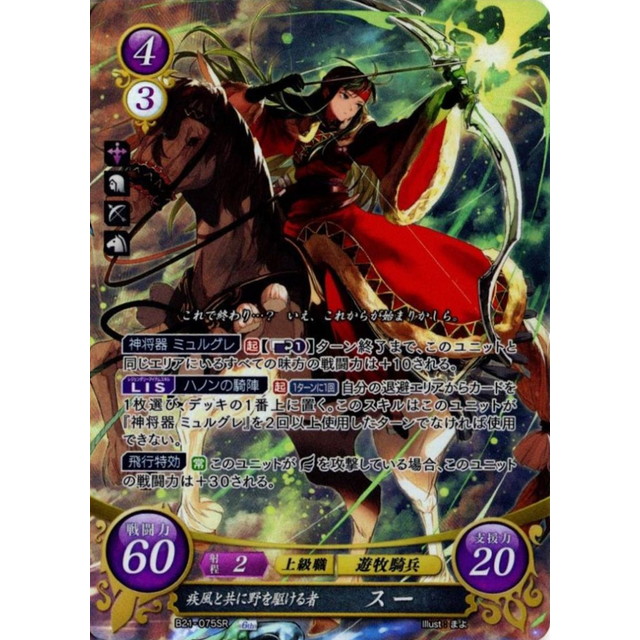 4
3
これで終わり…? いえ、これからが始まりかしら。
神将器 ミュルグレ 起 【 1】ターン終了まで、このユニットと
同じエリアにいるすべての味方の戦闘力は+10される。
LIS ハノンの騎陣 起 1ターンに1回 自分の退避エリアからカードを
1枚選び、デッキの1番上に置く。このスキルはこのユニットが
『神将器 ミュルグレ』を2回以上使用したターンでなければ使用
できない。
飛行特効 常 このユニットが を攻撃している場合、このユニット
の戦闘力は+30される。
戦闘力
60
射程 2
上級職
遊牧騎兵
支援力
20
疾風と共に野を駆ける者 スー
B21-075SR
Illust:まよ